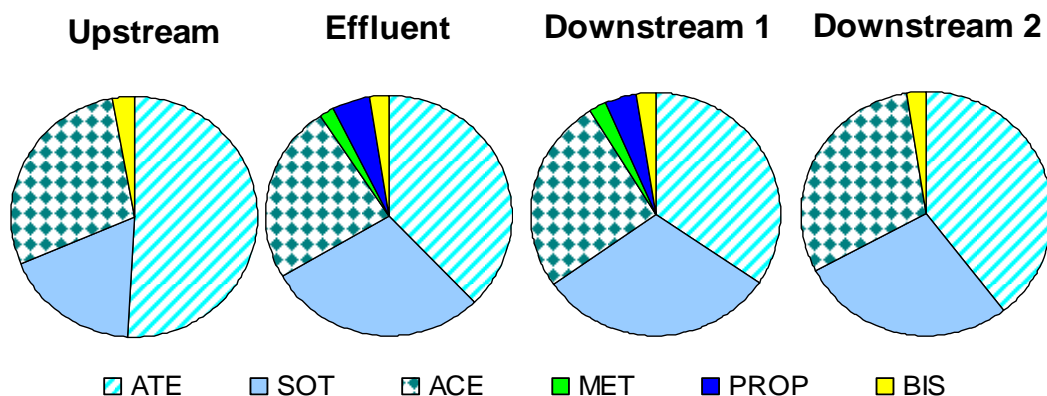 Upstream Effluent Downstream 1 Downstream 2
ATE SOT ACE MET PROP BIS